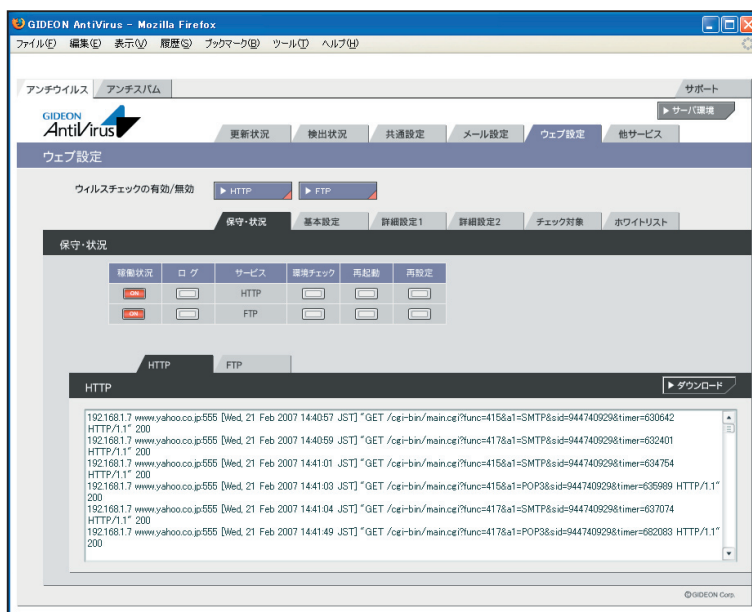 GIDEON AntiVirus - Mozilla Firefox
ファイル(F) 編集(E) 表示(V) 履歴(S) ブックマーク(B) ツール(T) ヘルプ(H)
アンチウイルス アンチスパム サポート
GIDEON AntiVirus
サーバ環境
更新状況 検出状況 共通設定 メール設定 ウェブ設定 他サービス
ウェブ設定
ウィルスチェックの有効/無効 HTTP FTP
保守・状況 基本設定 詳細設定1 詳細設定2 チェック対象 ホワイトリスト
保守・状況
稼働状況 ログ サービス 環境チェック 再起動 再設定
ON HTTP
ON FTP
HTTP FTP
HTTP ダウンロード
192.168.1.7 www.yahoo.co.jp:555 [Wed, 21 Feb 2007 14:40:57 JST] "GET /cgi-bin/main.cgi?func=415&a1=SMTP&sid=944740929&timer=630642
HTTP/1.1" 200
192.168.1.7 www.yahoo.co.jp:555 [Wed, 21 Feb 2007 14:40:59 JST] "GET /cgi-bin/main.cgi?func=417&a1=SMTP&sid=944740929&timer=632401
HTTP/1.1" 200
192.168.1.7 www.yahoo.co.jp:555 [Wed, 21 Feb 2007 14:41:01 JST] "GET /cgi-bin/main.cgi?func=415&a1=SMTP&sid=944740929&timer=634754
HTTP/1.1" 200
192.168.1.7 www.yahoo.co.jp:555 [Wed, 21 Feb 2007 14:41:03 JST] "GET /cgi-bin/main.cgi?func=415&a1=POP3&sid=944740929&timer=635989 HTTP/1.1"
200
192.168.1.7 www.yahoo.co.jp:555 [Wed, 21 Feb 2007 14:41:04 JST] "GET /cgi-bin/main.cgi?func=417&a1=SMTP&sid=944740929&timer=637074
HTTP/1.1" 200
192.168.1.7 www.yahoo.co.jp:555 [Wed, 21 Feb 2007 14:41:49 JST] "GET /cgi-bin/main.cgi?func=417&a1=POP3&sid=944740929&timer=682083 HTTP/1.1"
200
©GIDEON Corp.